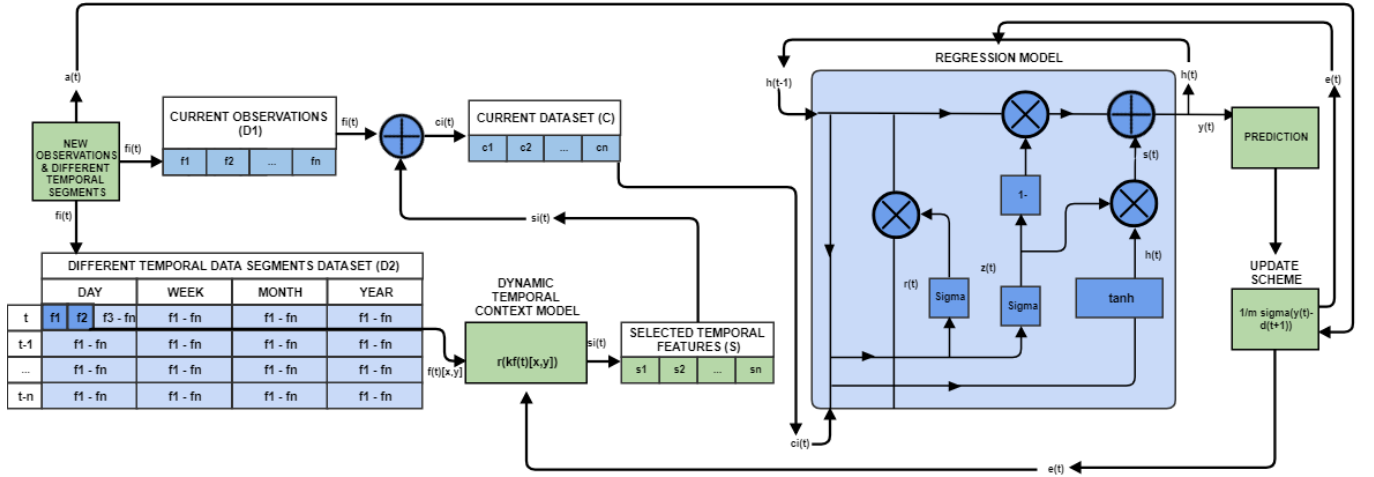 a(t)
NEW
OBSERVATIONS
& DIFFERENT
TEMPORAL
SEGMENTS
fi(t)
fi(t)
CURRENT OBSERVATIONS
(D1)
f1 f2 ... fn
fi(t)
ci(t)
CURRENT DATASET (C)
c1 c2 ... cn
si(t)
DIFFERENT TEMPORAL DATA SEGMENTS DATASET (D2)
DAY WEEK MONTH YEAR
t f1 f2 f3 - fn f1 - fn f1 - fn f1 - fn
t-1 f1 - fn f1 - fn f1 - fn f1 - fn
... f1 - fn f1 - fn f1 - fn f1 - fn
t-n f1 - fn f1 - fn f1 - fn f1 - fn
f(t)[x,y]
DYNAMIC
TEMPORAL
CONTEXT MODEL
r(kf(t)[x,y])
si(t)
SELECTED TEMPORAL
FEATURES (S)
s1 s2 ... sn
ci(t)
REGRESSION MODEL
h(t-1)
h(t)
y(t)
s(t)
1-
r(t)
z(t)
h(t)
Sigma
Sigma
tanh
PREDICTION
e(t)
UPDATE
SCHEME
1/m sigma(y(t)-
d(t+1))
e(t)